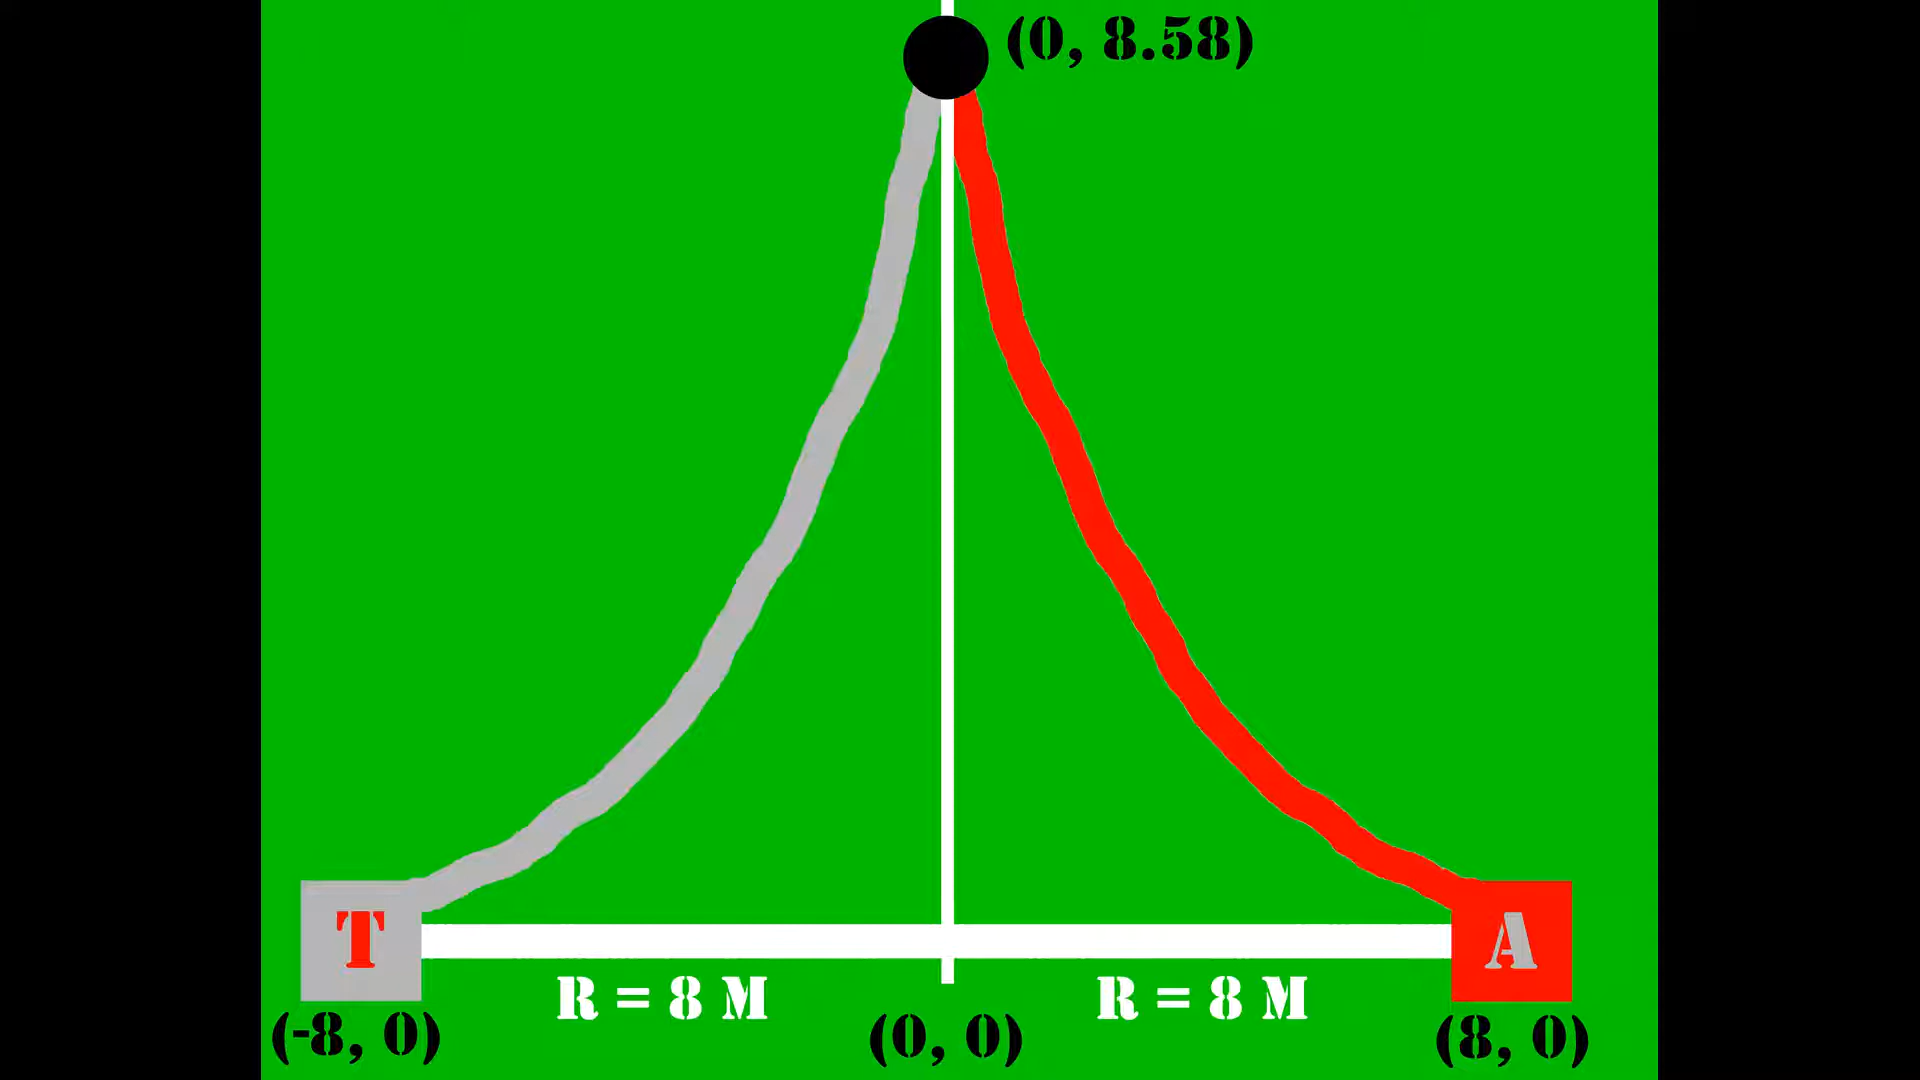 (0, 8.58)
T
A
R = 8 M
R = 8 M
(-8, 0)
(0, 0)
(8, 0)